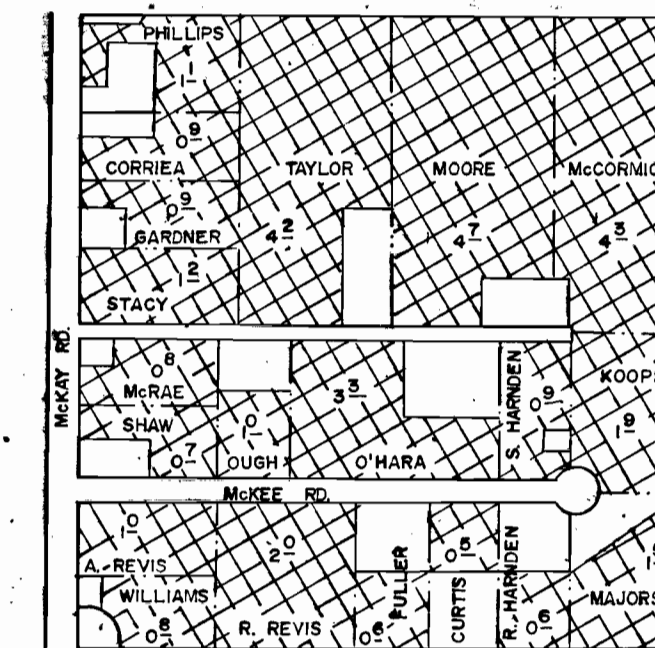 PHILLIPS
1 1
0 9
CORRIEA
TAYLOR
MOORE
McCORMIC
0 9
GARDNER
4 2
4 7
4 3
1 2
STACY
McKAY RD.
0 8
McRAE
3 3
S. HARNDEN
0 9
KOOP
SHAW
1 0
1 9
0 7
OUGH
O'HARA
McKEE RD.
1 0
2 0
0 5
A. REVIS
FULLER
CURTIS
R. HARNDEN
WILLIAMS
MAJORS
0 8
R. REVIS
0 6
0 6